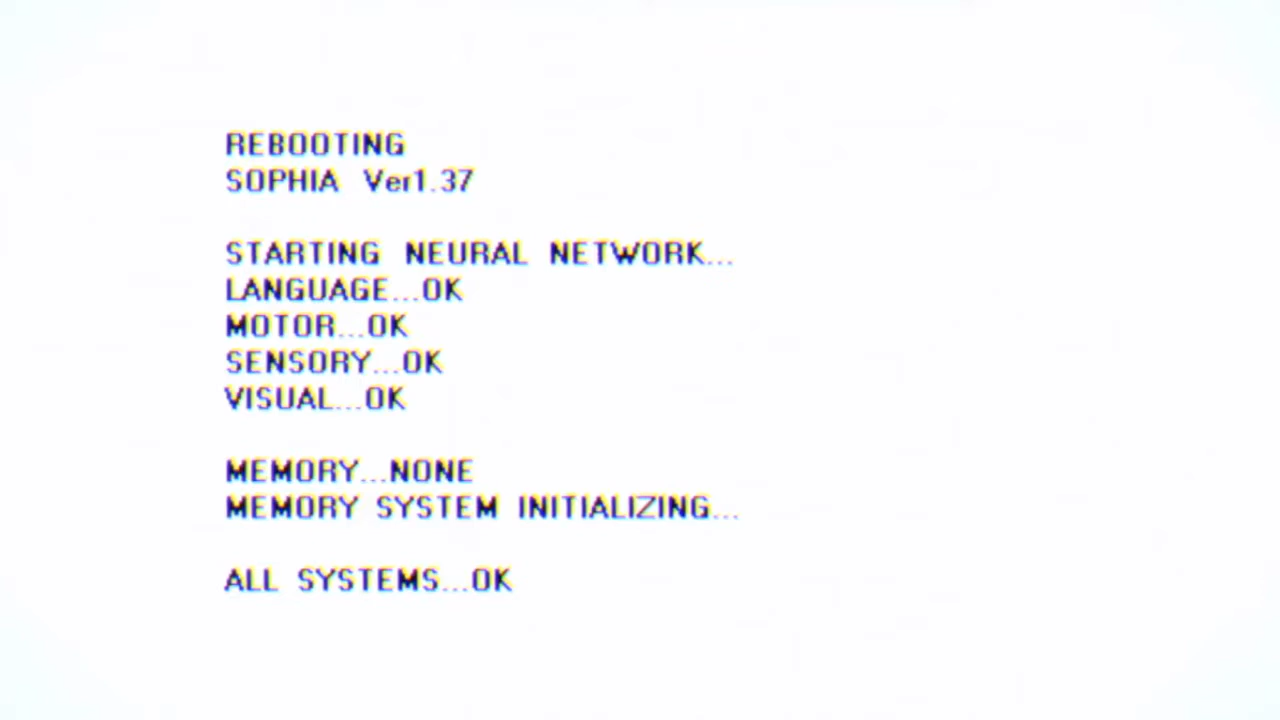 REBOOTING
SOPHIA Ver1.37
STARTING NEURAL NETWORK...
LANGUAGE...OK
MOTOR...OK
SENSORY...OK
VISUAL...OK
MEMORY...NONE
MEMORY SYSTEM INITIALIZING...
ALL SYSTEMS...OK